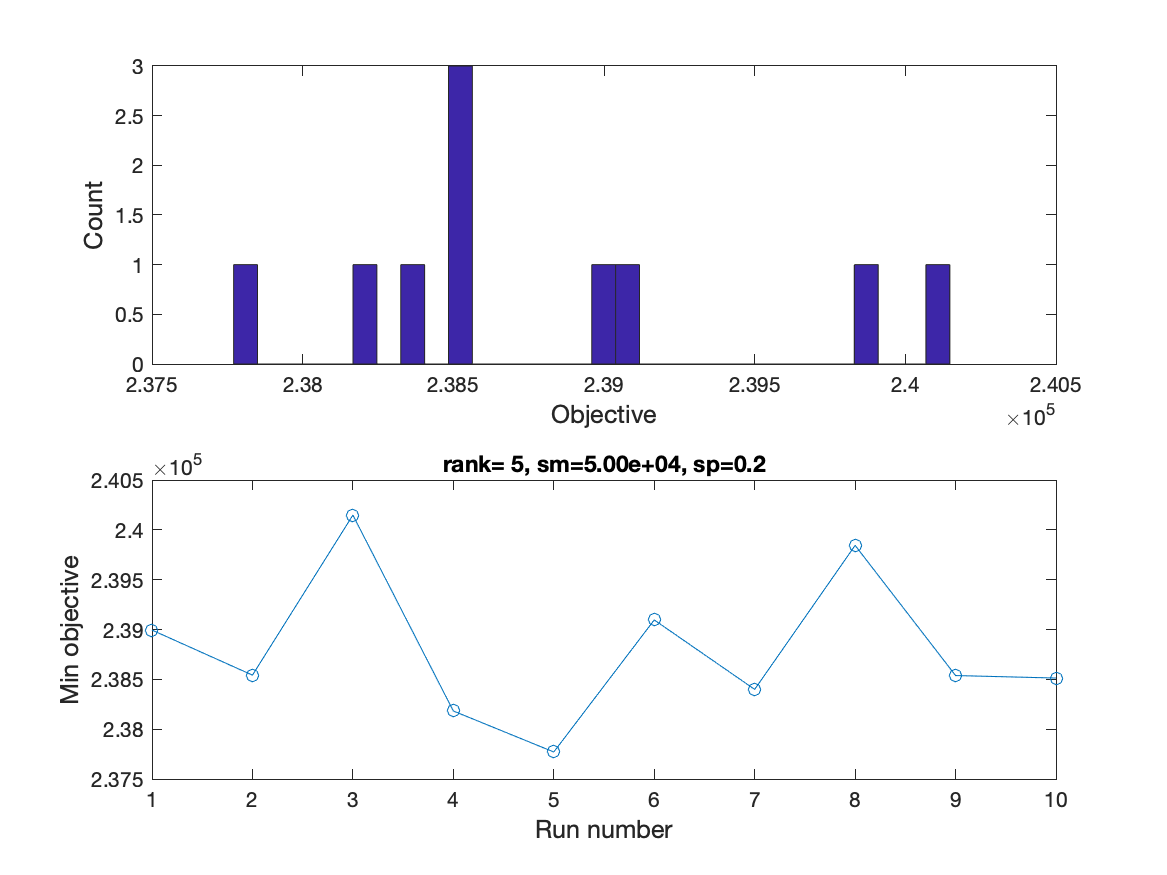 3
2.5
2
1.5
1
0.5
0
Count
2.375 2.38 2.385 2.39 2.395 2.4 2.405
Objective
×10^5
rank= 5, sm=5.00e+04, sp=0.2
×10^5
2.405
2.4
2.395
2.39
2.385
2.38
2.375
Min objective
1 2 3 4 5 6 7 8 9 10
Run number